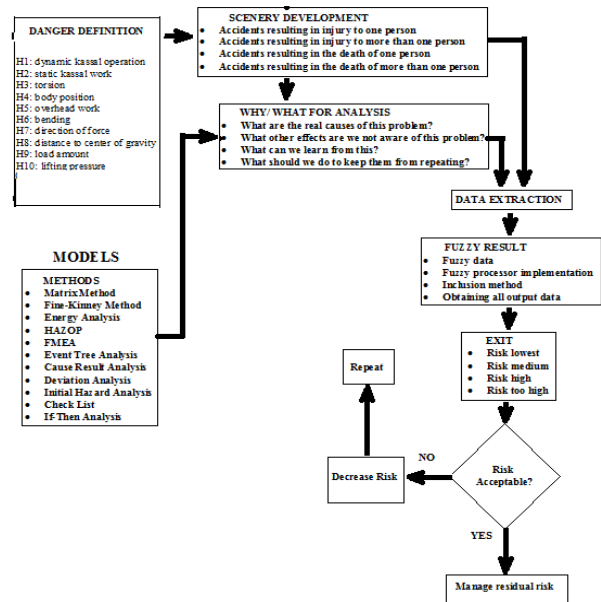 DANGER DEFINITION
H1: dynamic kassal operation
H2: static kassal work
H3: torsion
H4: body position
H5: overhead work
H6: bending
H7: direction of force
H8: distance to center of gravity
H9: load amount
H10: lifting pressure
SCENERY DEVELOPMENT
• Accidents resulting in injury to one person
• Accidents resulting in injury to more than one person
• Accidents resulting in the death of one person
• Accidents resulting in the death of more than one person
WHY/ WHAT FOR ANALYSIS
• What are the real causes of this problem?
• What other effects are we not aware of this problem?
• What can we learn from this?
• What should we do to keep them from repeating?
DATA EXTRACTION
MODELS
METHODS
• Matrix Method
• Fine-Kinney Method
• Energy Analysis
• HAZOP
• FMEA
• Event Tree Analysis
• Cause Result Analysis
• Deviation Analysis
• Initial Hazard Analysis
• Check List
• If-Then Analysis
FUZZY RESULT
• Fuzzy data
• Fuzzy processor implementation
• Inclusion method
• Obtaining all output data
EXIT
• Risk lowest
• Risk medium
• Risk high
• Risk too high
Repeat
NO
Decrease Risk
Risk
Acceptable?
YES
Manage residual risk